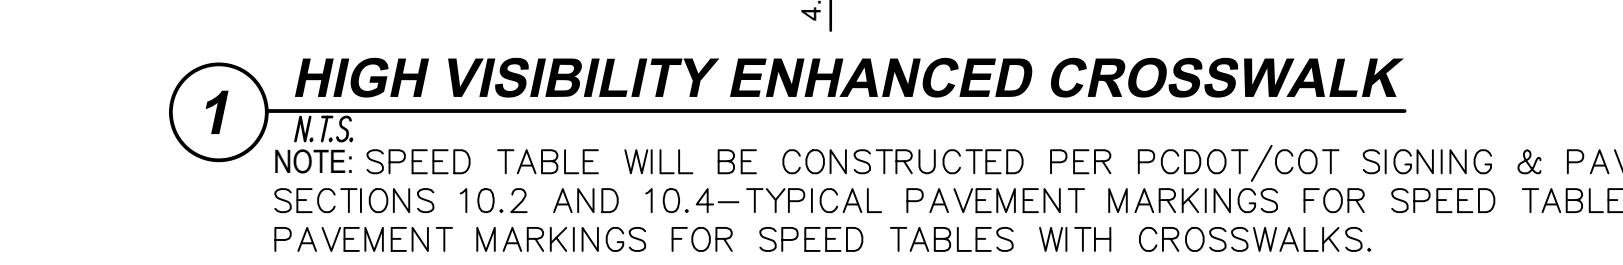 4.
1
HIGH VISIBILITY ENHANCED CROSSWALK
N.T.S.
NOTE: SPEED TABLE WILL BE CONSTRUCTED PER PCDOT/COT SIGNING &
SECTIONS 10.2 AND 10.4-TYPICAL PAVEMENT MARKINGS FOR SPEED TABLE
PAVEMENT MARKINGS FOR SPEED TABLES WITH CROSSWALKS.